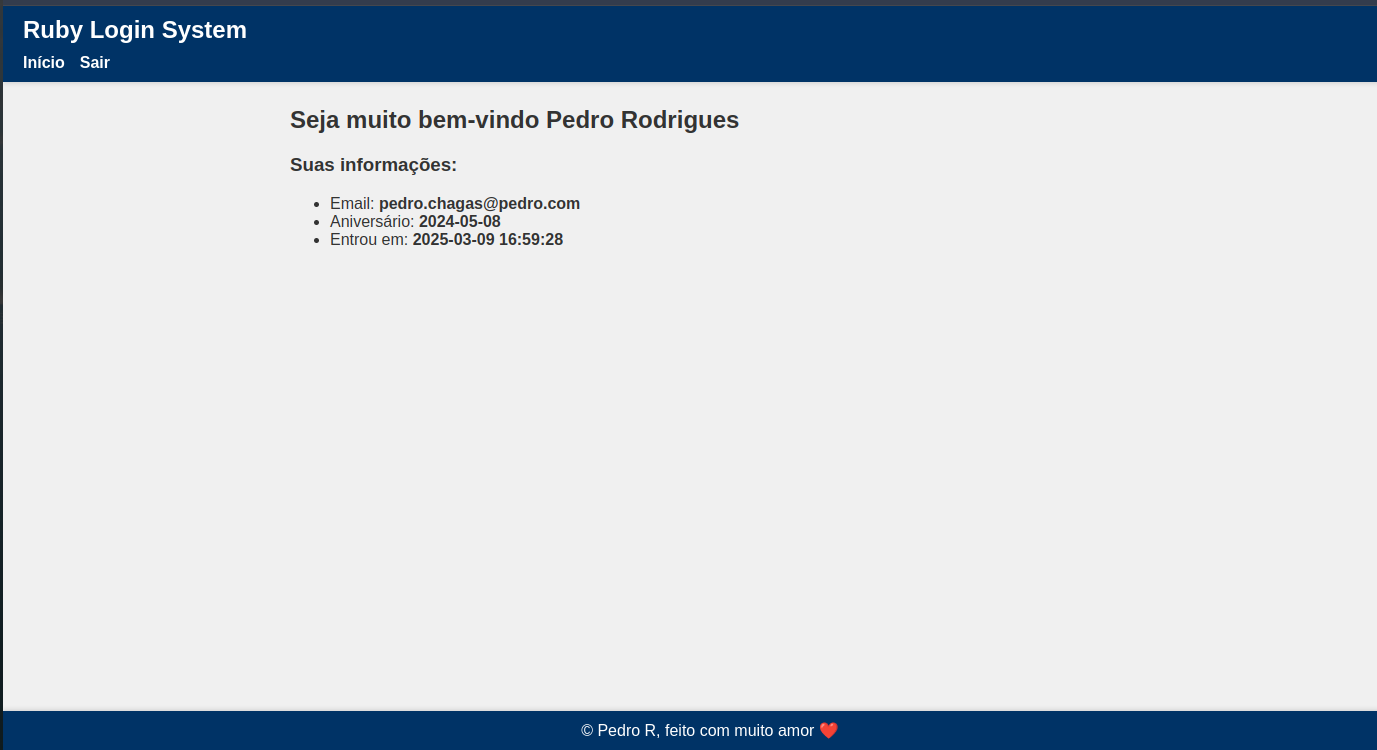 Ruby Login System
Início Sair
Seja muito bem-vindo Pedro Rodrigues
Suas informações:
Email: pedro.chagas@pedro.com
Aniversário: 2024-05-08
Entrou em: 2025-03-09 16:59:28
© Pedro R, feito com muito amor ❤️